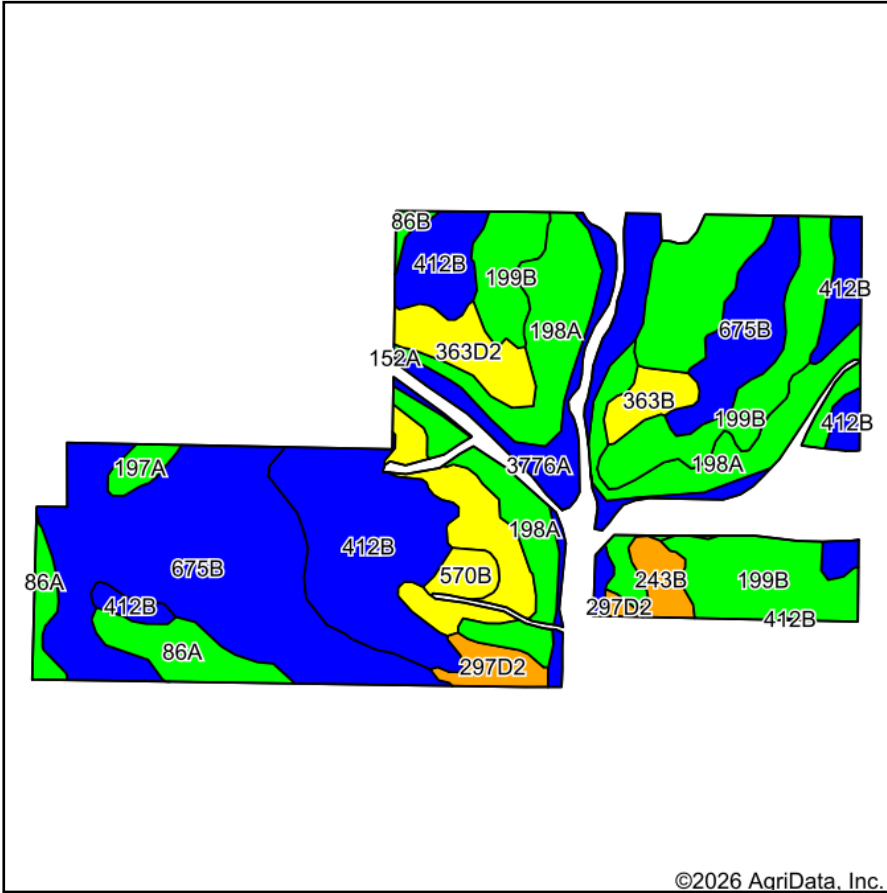 86B
412B
199B
412B
198A
675B
152A
363D2
363B
199B
412B
198A
197A
3776A
198A
412B
675B
570B
86A
243B
199B
412B
297D2
412B
86A
297D2
©2026 AgriData, Inc.